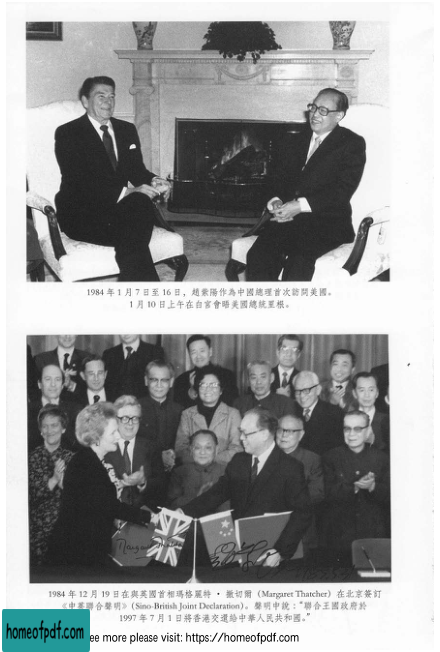 1984 年 1 月 7 日至 16 日，趙紫陽作為中國總理首次訪問美國。
1 月 10 日上午在白宮會晤美國總統里根。
Margaret Thatcher
1984 年 12 月 19 日在與英國首相瑪格麗特·撒切爾（Margaret Thatcher）在北京簽訂
《中英聯合聲明》（Sino-British Joint Declaration）。聲明中說：“聯合王國政府於
1997 年 7 月 1 日將香港交還給中華人民共和國。”
homeofpdf.com
ee more please visit: https://homeofpdf.com